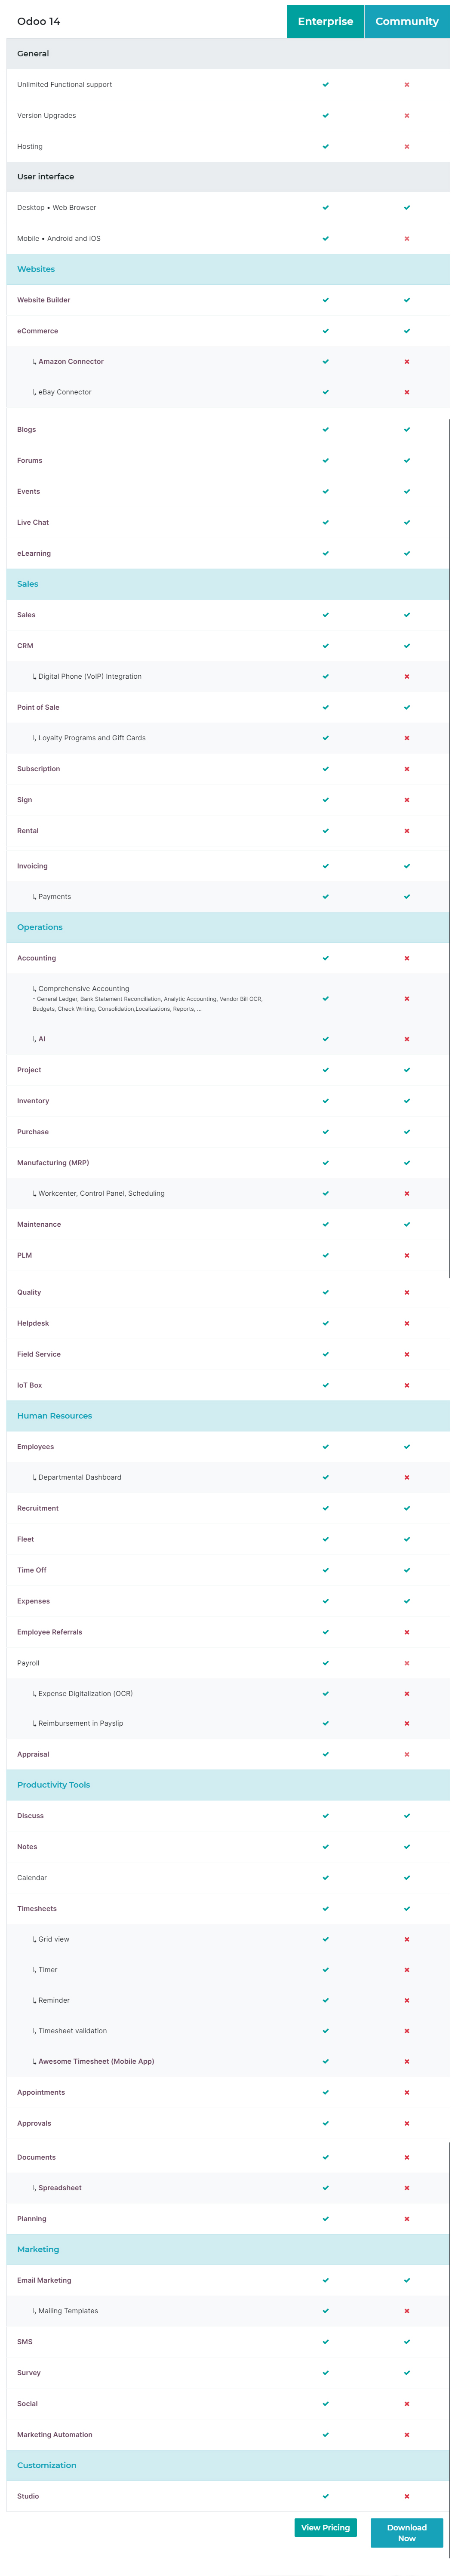 Odoo 14 Enterprise Community
General
Unlimited Functional support
Version Upgrades
Hosting
User interface
Desktop • Web Browser
Mobile • Android and iOS
Websites
Website Builder
eCommerce
Amazon Connector
eBay Connector
Blogs
Forums
Events
Live Chat
eLearning
Sales
Sales
CRM
Digital Phone (VoIP) Integration
Point of Sale
Loyalty Programs and Gift Cards
Subscription
Sign
Rental
Invoicing
Payments
Operations
Accounting
Comprehensive Accounting
- General Ledger, Bank Statement Reconciliation, Analytic Accounting, Vendor Bill OCR,
Budgets, Check Writing, Consolidation,Localizations, Reports, ...
AI
Project
Inventory
Purchase
Manufacturing (MRP)
Workcenter, Control Panel, Scheduling
Maintenance
PLM
Quality
Helpdesk
Field Service
IoT Box
Human Resources
Employees
Departmental Dashboard
Recruitment
Fleet
Time Off
Expenses
Employee Referrals
Payroll
Expense Digitalization (OCR)
Reimbursement in Payslip
Appraisal
Productivity Tools
Discuss
Notes
Calendar
Timesheets
Grid view
Timer
Reminder
Timesheet validation
Awesome Timesheet (Mobile App)
Appointments
Approvals
Documents
Spreadsheet
Planning
Marketing
Email Marketing
Mailing Templates
SMS
Survey
Social
Marketing Automation
Customization
Studio
View Pricing
Download
Now